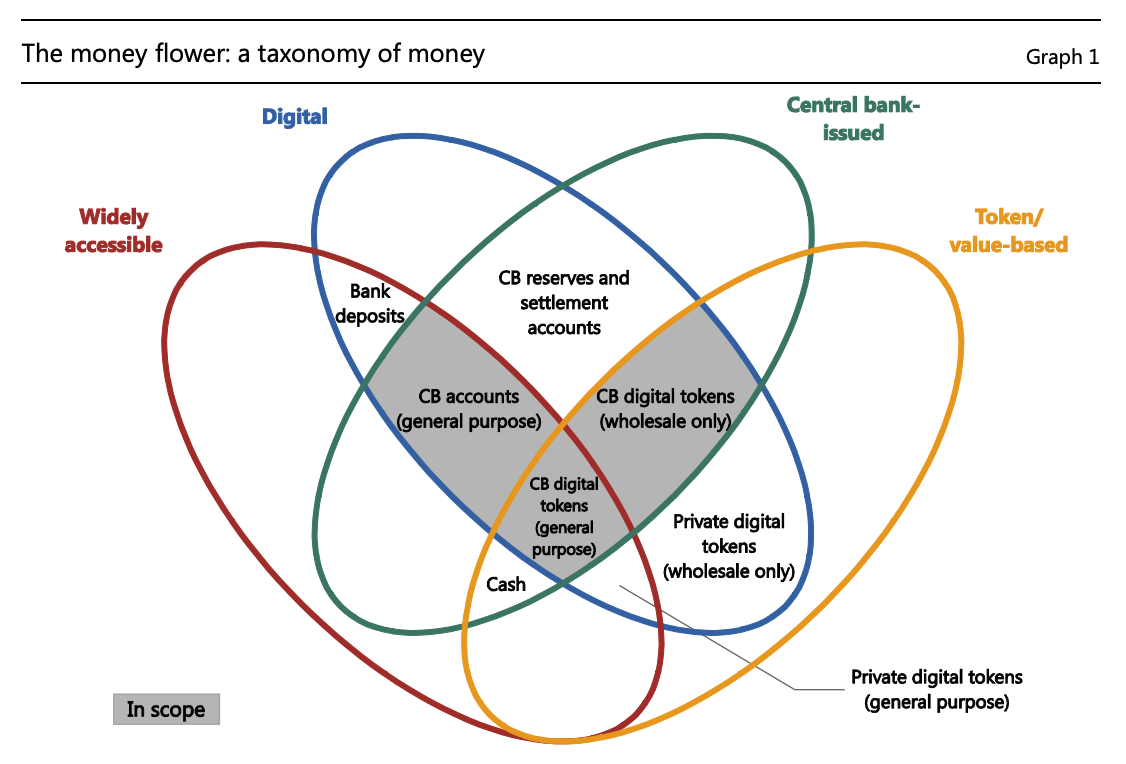 The money flower: a taxonomy of money
Graph 1
Digital
Central bank-
issued
Widely
accessible
Token/
value-based
Bank
deposits
CB reserves and
settlement
accounts
CB accounts
(general purpose)
CB digital tokens
(wholesale only)
CB digital
tokens
(general
purpose)
Private digital
tokens
(wholesale only)
Cash
Private digital tokens
(general purpose)
In scope